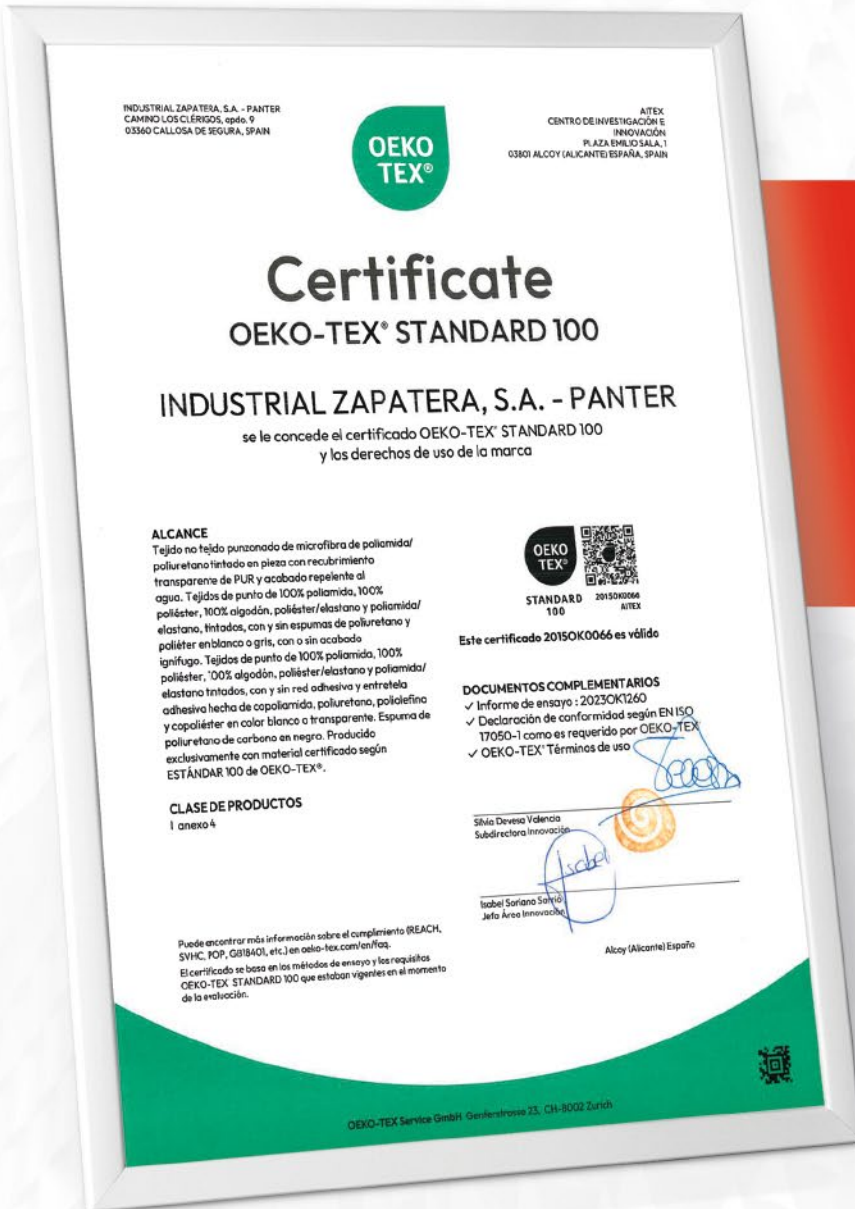 INDUSTRIAL ZAPATERA, S.A. - PANTER
CAMINO LOS CLÉRIGOS, apdo. 9
03360 CALLOSA DE SEGURA, SPAIN
OEKO
TEX®
AITEX
CENTRO DE INVESTIGACIÓN E
INNOVACIÓN
PLAZA EMILIO SALA, 1
03801 ALCOY (ALICANTE) ESPAÑA, SPAIN
Certificate
OEKO-TEX® STANDARD 100
INDUSTRIAL ZAPATERA, S.A. - PANTER
se le concede el certificado OEKO-TEX® STANDARD 100
y los derechos de uso de la marca
ALCANCE
Tejido no tejido punzonado de microfibra de poliamida/
poliuretano tintado en pieza con recubrimiento
transparente de PUR y acabado repelente al
agua. Tejidos de punto de 100% poliamida, 100%
poliéster, 100% algodón, poliéster/elastano y poliamida/
elastano, tintados, con y sin espumas de poliuretano y
poliéter en blanco o gris, con o sin acabado
ignífugo. Tejidos de punto de 100% poliamida, 100%
poliéster, 100% algodón, poliéster/elastano y poliamida/
elastano tintados, con y sin red adhesiva y entretela
adhesiva hecha de copoliamida, poliuretano, poliolefina
y copoliéster en color blanco o transparente. Espuma de
poliuretano de carbono en negro. Producido
exclusivamente con material certificado según
ESTÁNDAR 100 de OEKO-TEX®.
CLASE DE PRODUCTOS
I anexo 4
OEKO
TEX®
STANDARD
100
2015OK0066
AITEX
Este certificado 2015OK0066 es válido
DOCUMENTOS COMPLEMENTARIOS
✓ Informe de ensayo : 2023OK1260
✓ Declaración de conformidad según EN ISO
17050-1 como es requerido por OEKO-TEX
✓ OEKO-TEX® Términos de uso
Silvia Devesa Valencia
Subdirectora Innovación
Isabel
Isabel Soriano Sarrió
Jefa Área Innovación
Alcoy (Alicante) España
Puede encontrar más información sobre el cumplimiento (REACH,
SVHC, POP, GB18401, etc.) en oeko-tex.com/en/faq.
El certificado se basa en los métodos de ensayo y los requisitos
OEKO-TEX® STANDARD 100 que estaban vigentes en el momento
de la evaluación.
OEKO-TEX Service GmbH Genferstrasse 23, CH-8002 Zurich